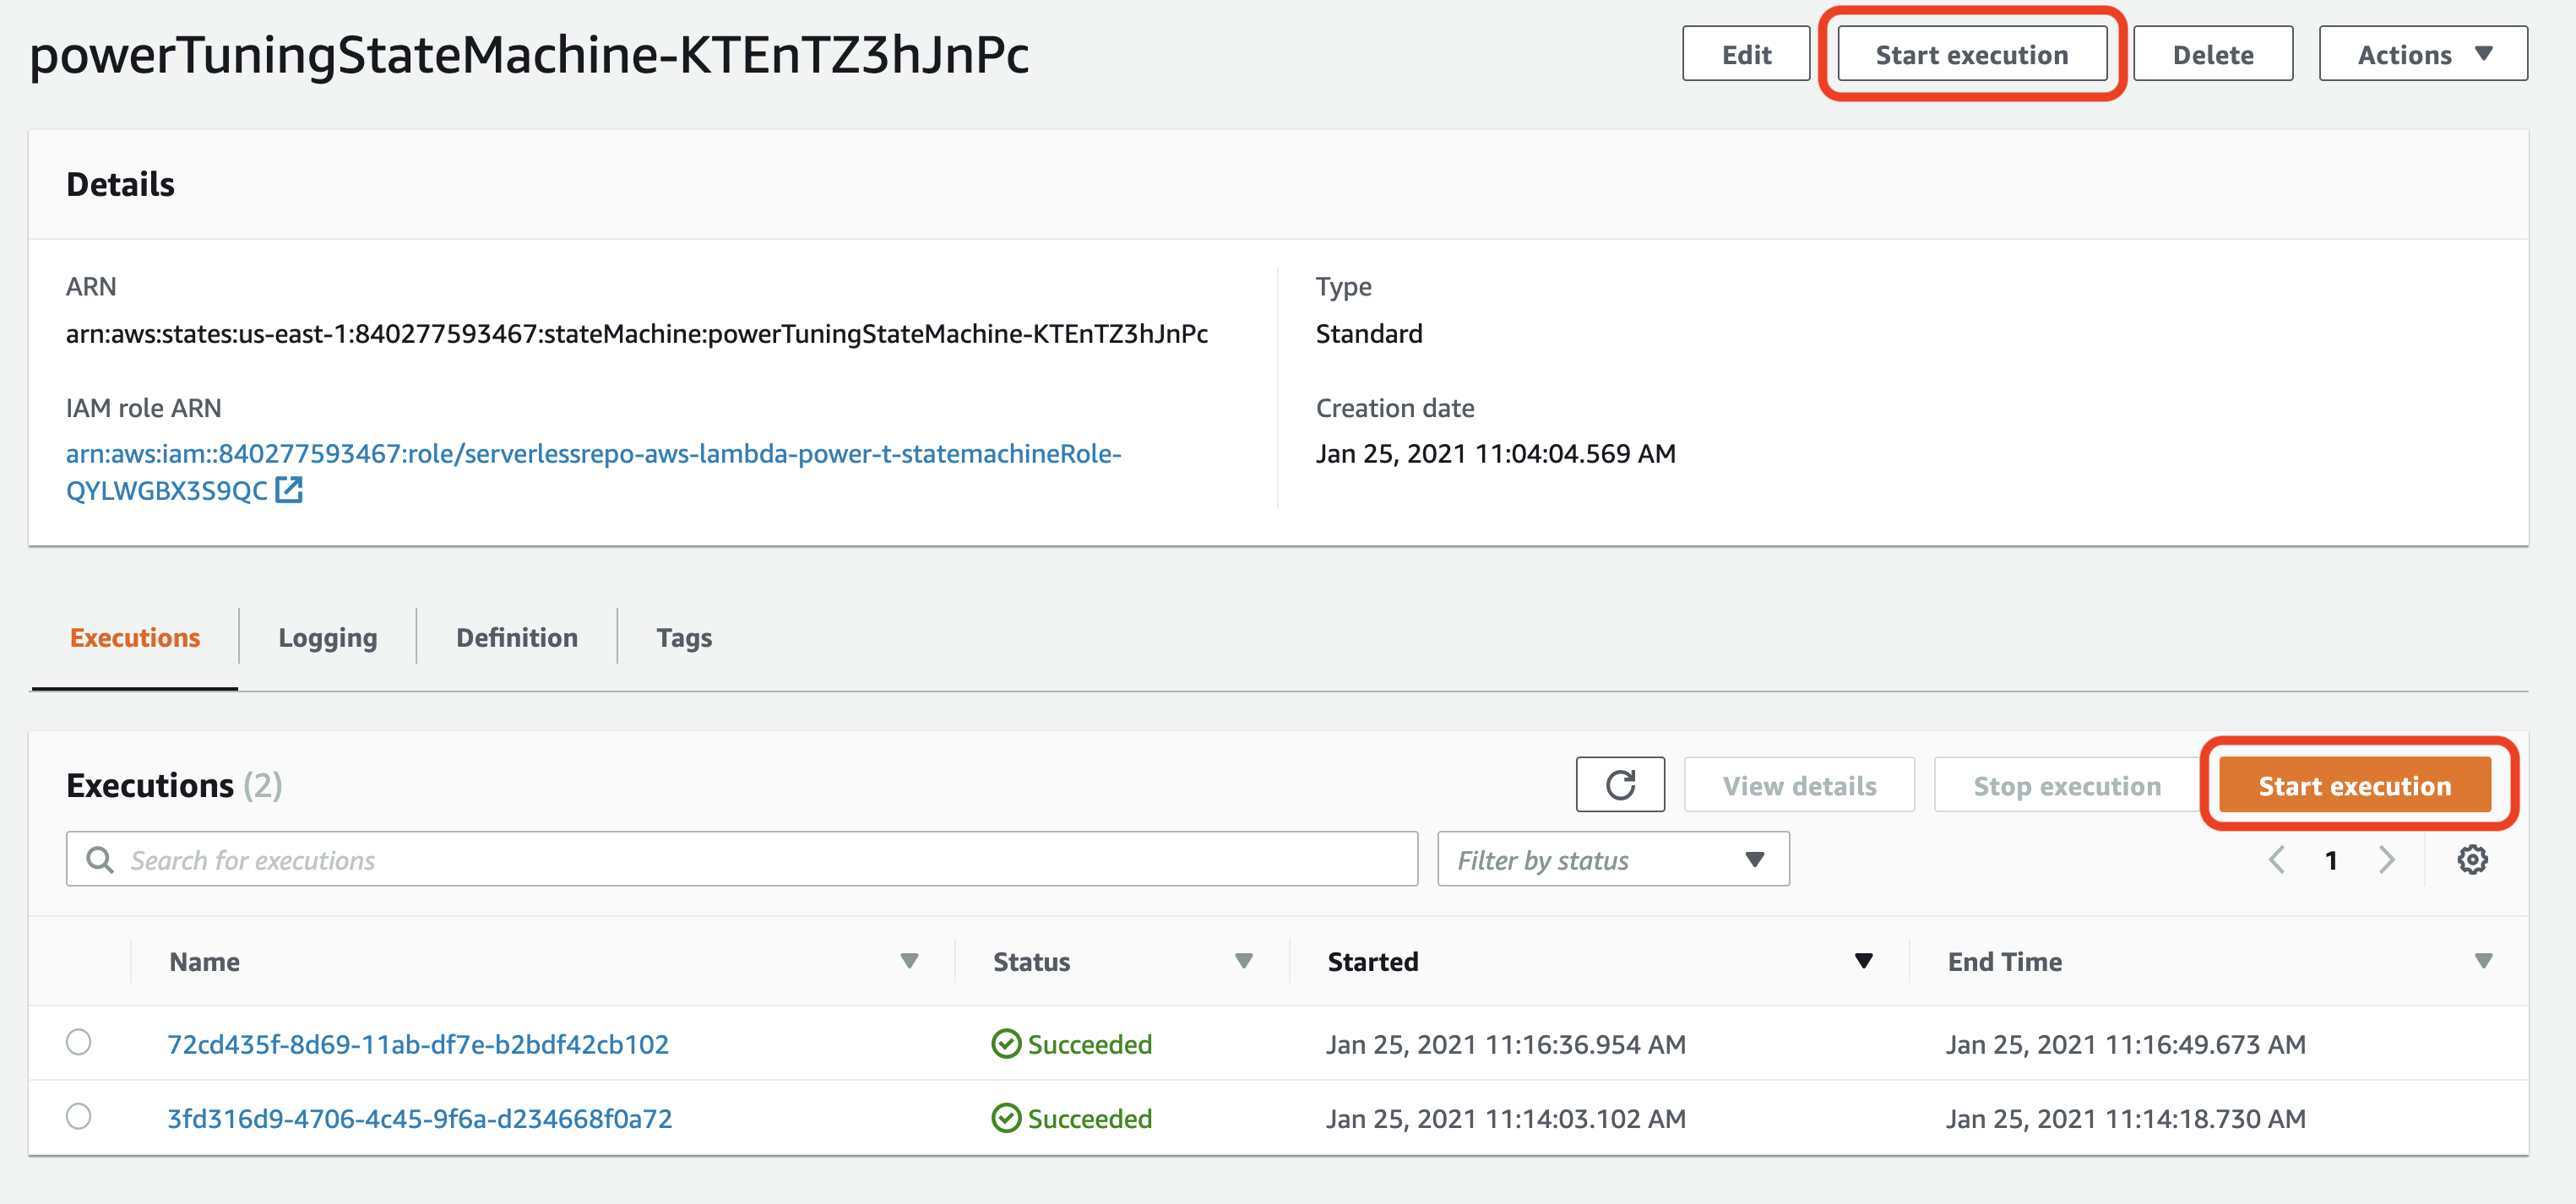 powerTuningStateMachine-KTEnTZ3hJnPc
Edit
Start execution
Delete
Actions
Details
ARN
arn:aws:states:us-east-1:840277593467:stateMachine:powerTuningStateMachine-KTEnTZ3hJnPc
IAM role ARN
arn:aws:iam::840277593467:role/serverlessrepo-aws-lambda-power-t-statemachineRole-
QYLWGBX3S9QC
Type
Standard
Creation date
Jan 25, 2021 11:04:04.569 AM
Executions
Logging
Definition
Tags
Executions (2)
View details
Stop execution
Start execution
Search for executions
Filter by status
1
Name
Status
Started
End Time
72cd435f-8d69-11ab-df7e-b2bdf42cb102
Succeeded
Jan 25, 2021 11:16:36.954 AM
Jan 25, 2021 11:16:49.673 AM
3fd316d9-4706-4c45-9f6a-d234668f0a72
Succeeded
Jan 25, 2021 11:14:03.102 AM
Jan 25, 2021 11:14:18.730 AM